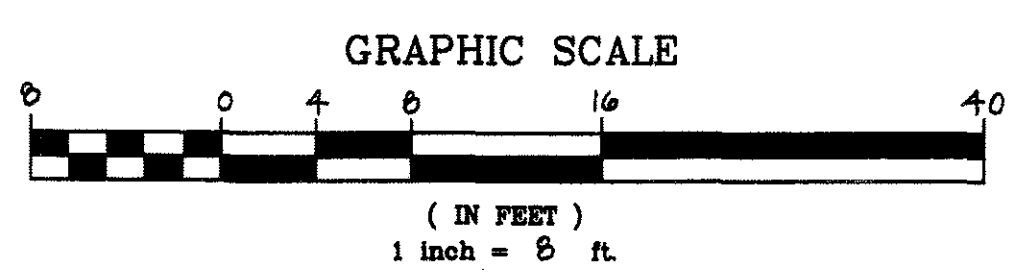 GRAPHIC SCALE
8 0 4 8 16 40
( IN FEET )
1 inch = 8 ft.